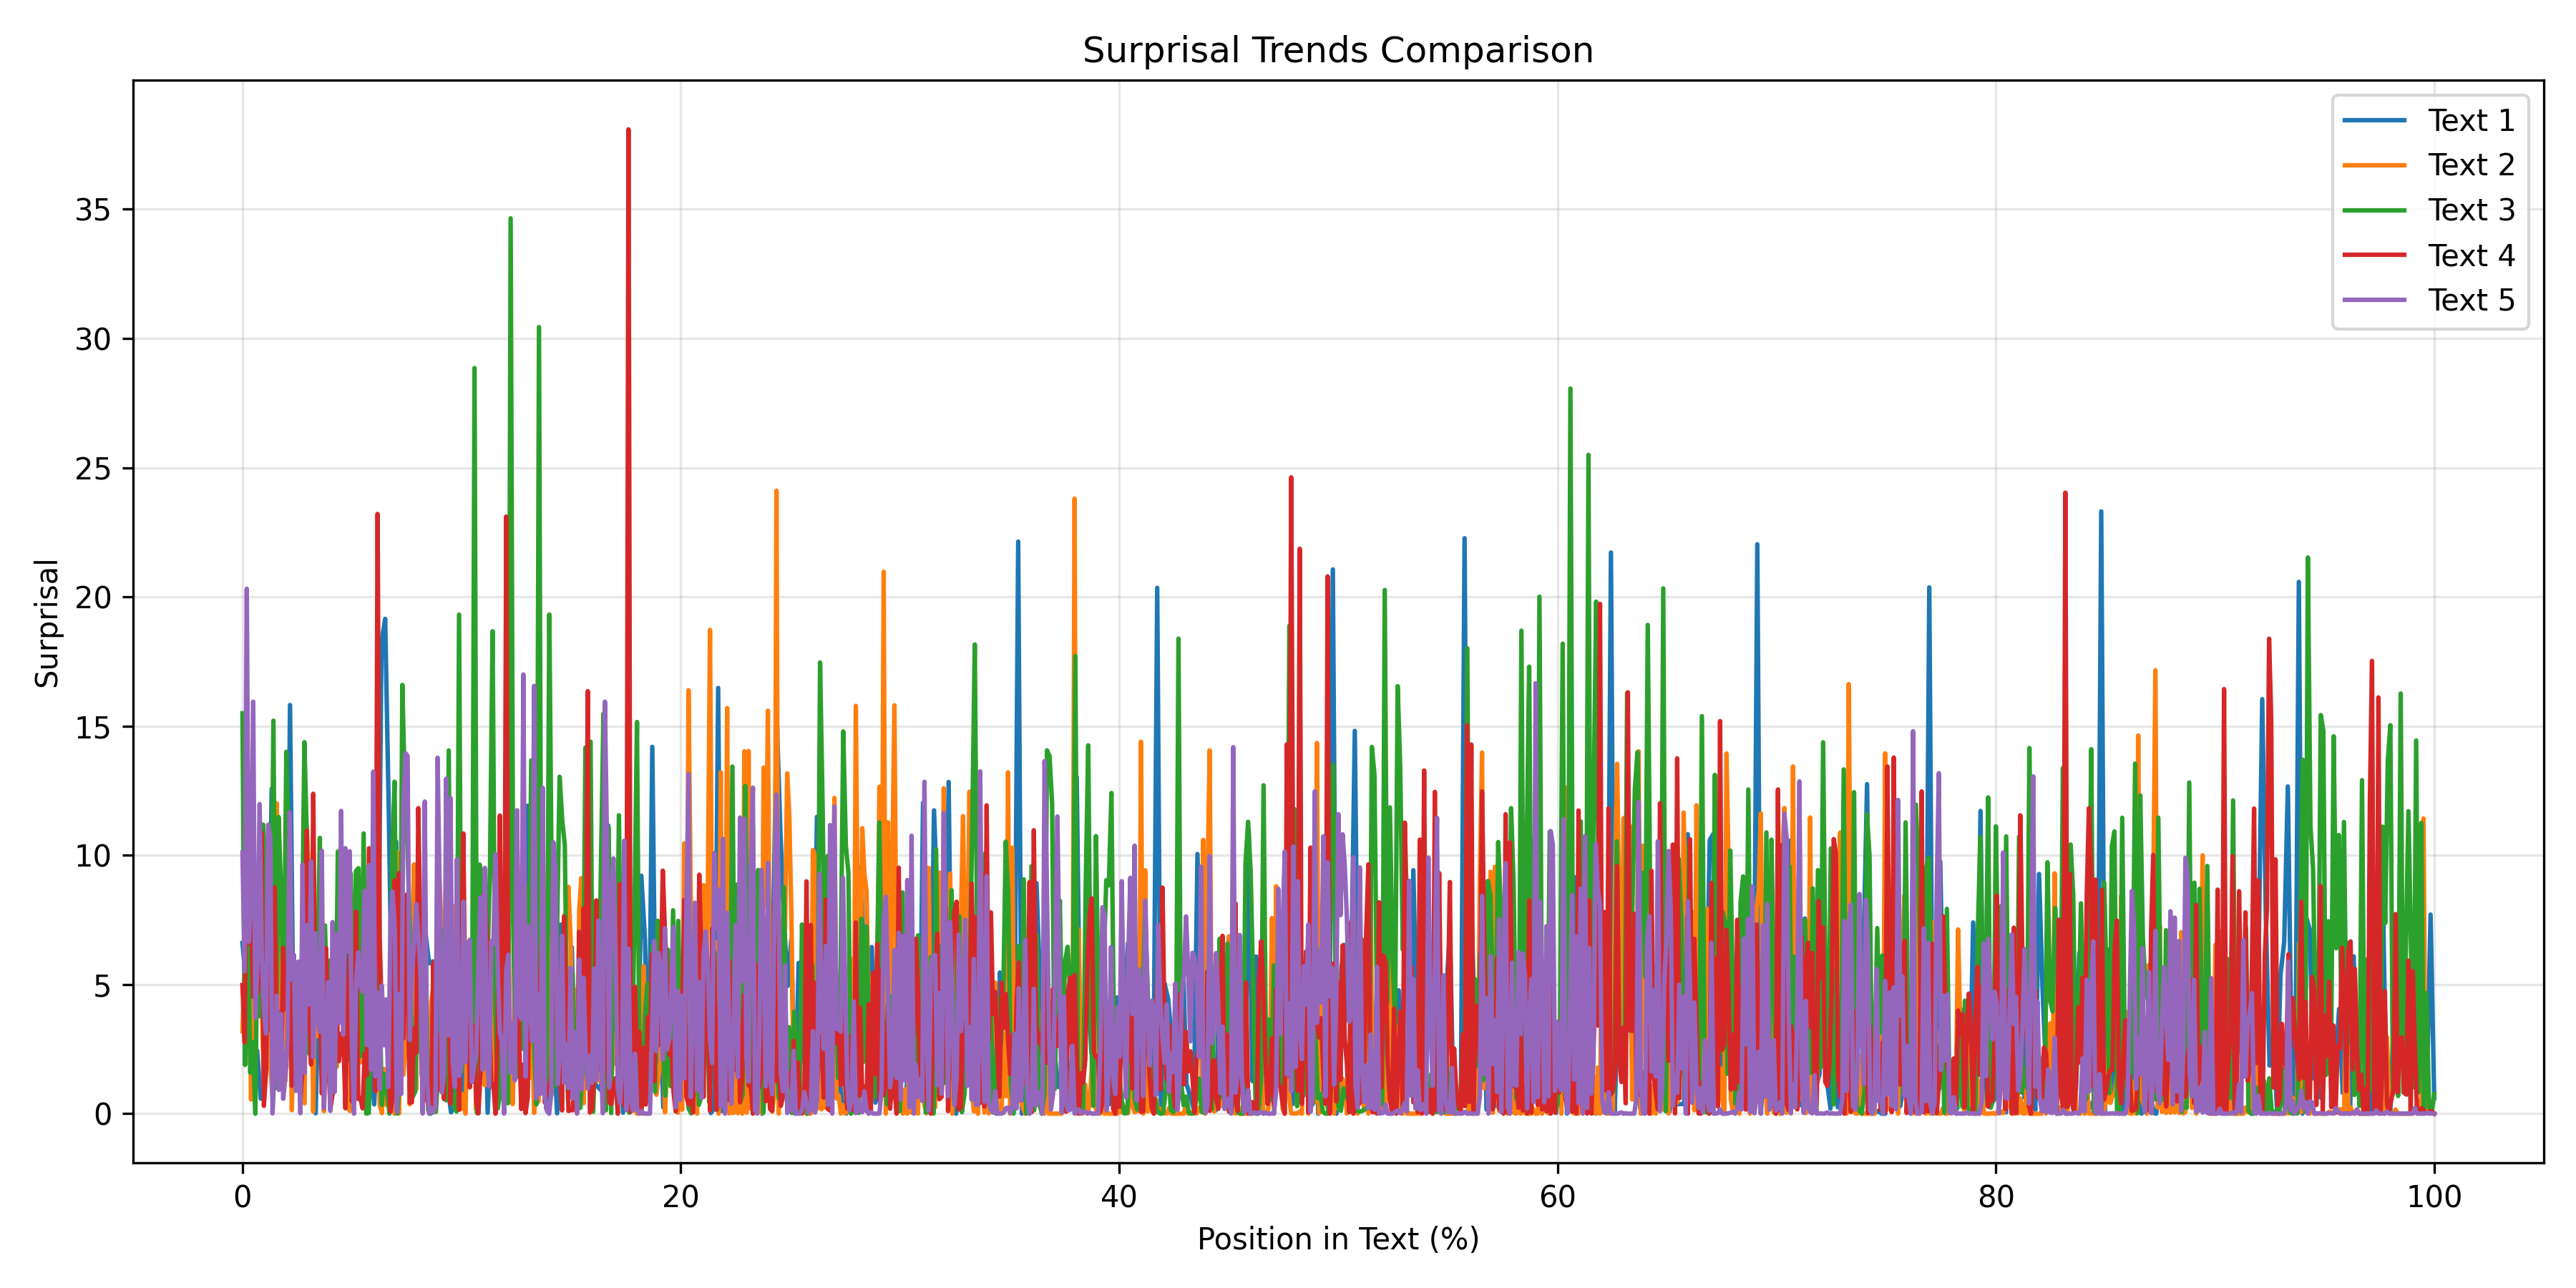 Surprisal Trends Comparison
Text 1
Text 2
Text 3
Text 4
Text 5
35
30
25
20
15
10
5
0
Surprisal
0 20 40 60 80 100
Position in Text (%)